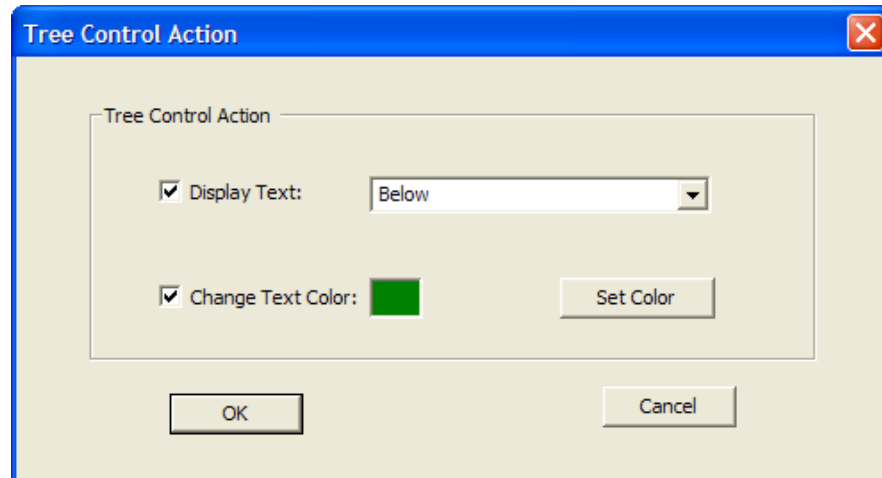 Tree Control Action
Tree Control Action
Display Text: Below
Change Text Color: Set Color
OK Cancel